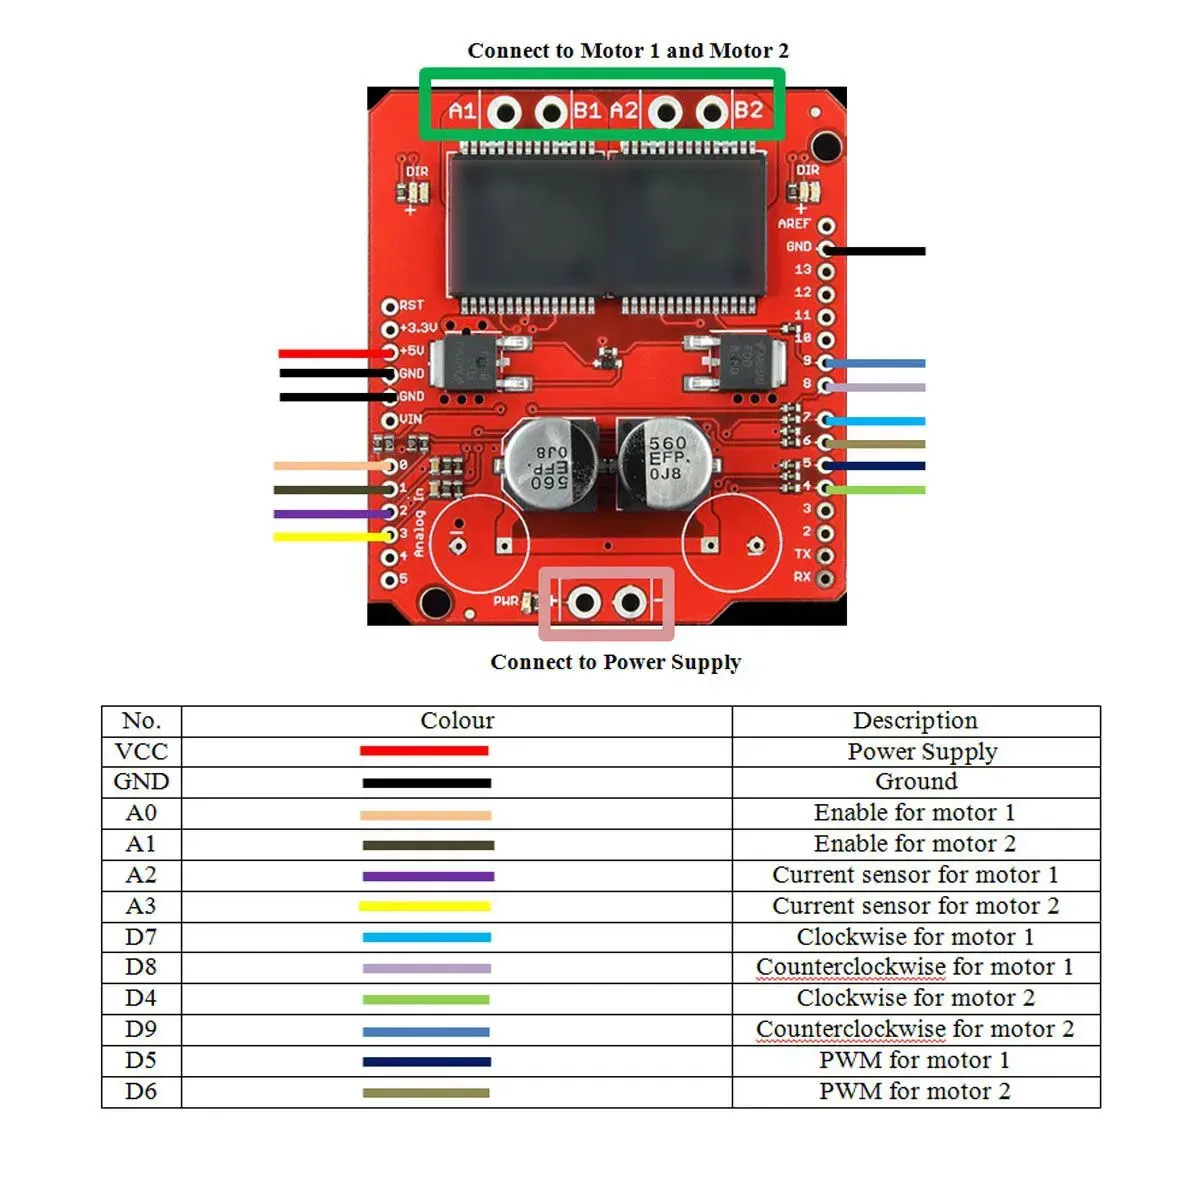 Connect to Motor 1 and Motor 2
A1 B1 A2 B2
DIR DIR
+ +
AREF
GND
13
12
11
10
9
8
7
6
5
4
3
2
TX
RX
RST
+3.3V
+5V
GND
GND
VIN
0
1
2
3
4
5
Analog In
560
EFP.
0J8
560
EFP.
0J8
PWR + -
Connect to Power Supply
No. Colour Description
VCC Power Supply
GND Ground
A0 Enable for motor 1
A1 Enable for motor 2
A2 Current sensor for motor 1
A3 Current sensor for motor 2
D7 Clockwise for motor 1
D8 Counterclockwise for motor 1
D4 Clockwise for motor 2
D9 Counterclockwise for motor 2
D5 PWM for motor 1
D6 PWM for motor 2